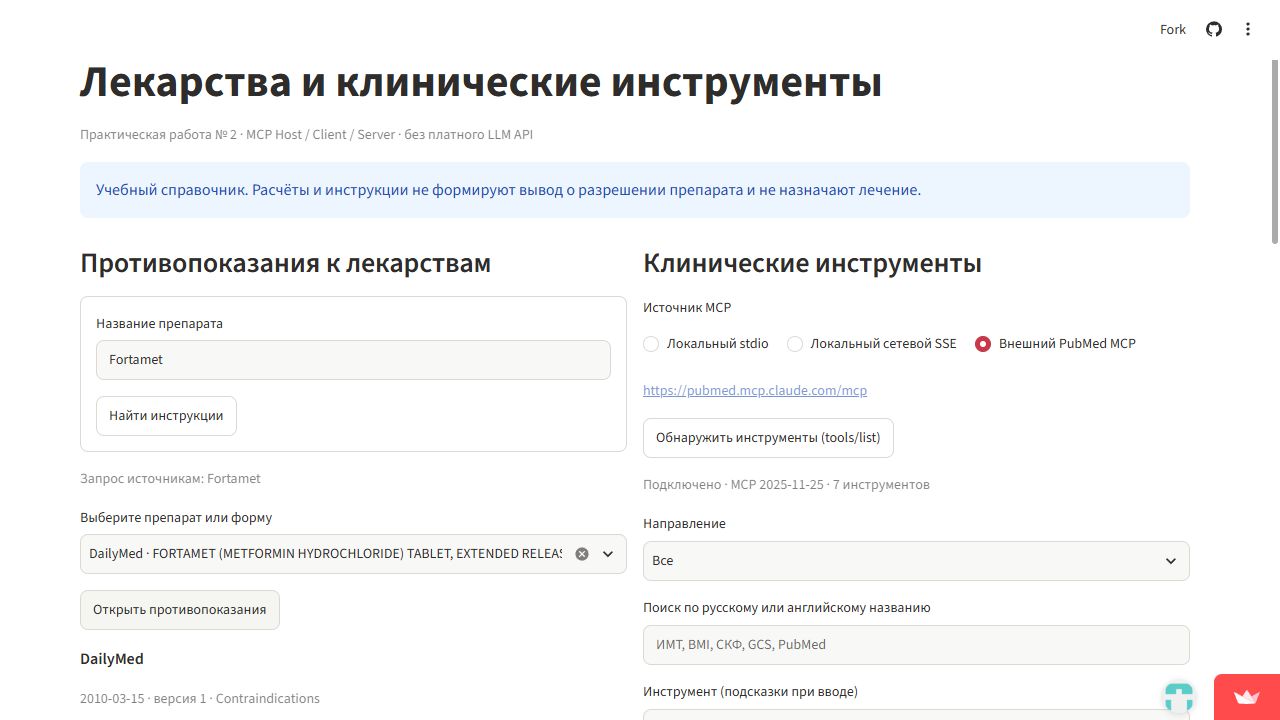 Fork
Лекарства и клинические инструменты
Практическая работа № 2 · MCP Host / Client / Server · без платного LLM API
Учебный справочник. Расчёты и инструкции не формируют вывод о разрешении препарата и не назначают лечение.
Противопоказания к лекарствам
Название препарата
Fortamet
Найти инструкции
Запрос источникам: Fortamet
Выберите препарат или форму
DailyMed · FORTAMET (METFORMIN HYDROCHLORIDE) TABLET, EXTENDED RELEAS
Открыть противопоказания
DailyMed
2010-03-15 · версия 1 · Contraindications
Клинические инструменты
Источник MCP
Локальный stdio
Локальный сетевой SSE
Внешний PubMed MCP
https://pubmed.mcp.claude.com/mcp
Обнаружить инструменты (tools/list)
Подключено · MCP 2025-11-25 · 7 инструментов
Направление
Все
Поиск по русскому или английскому названию
ИМТ, BMI, СКФ, GCS, PubMed
Инструмент (подсказки при вводе)